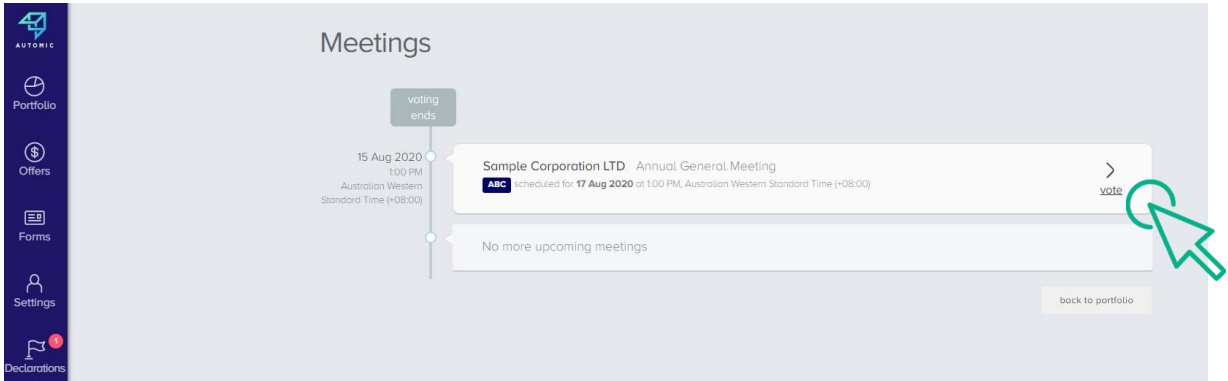 AUTOMIC
Portfolio
Offers
Forms
Settings
1
Declarations
Meetings
voting
ends
15 Aug 2020
1:00 PM
Australian Western
Standard Time (+08:00)
Sample Corporation LTD Annual General Meeting
ABC scheduled for 17 Aug 2020 at 1:00 PM, Australian Western Standard Time (+08:00)
vote
No more upcoming meetings
back to portfolio